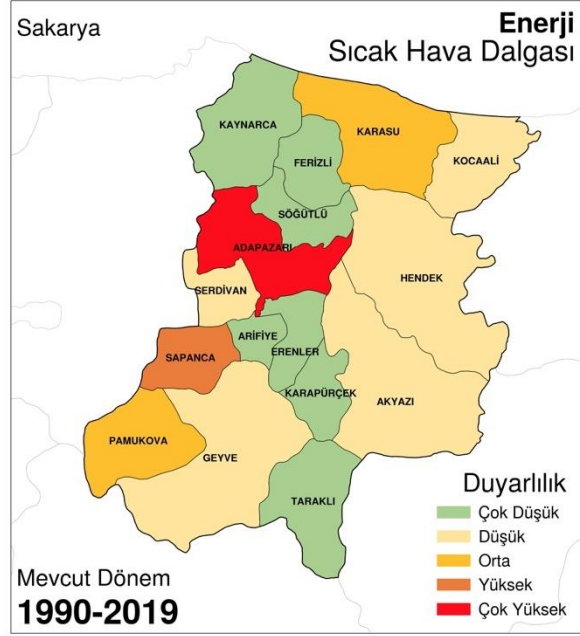 Sakarya
Enerji
Sıcak Hava Dalgası
KAYNARCA
KARASU
KOCAALİ
FERİZLİ
SÖĞÜTLÜ
ADAPAZARI
HENDEK
SERDİVAN
ARİFİYE
ERENLER
SAPANCA
KARAPÜRÇEK
AKYAZI
PAMUKOVA
GEYVE
TARAKLI
Duyarlılık
Çok Düşük
Düşük
Orta
Yüksek
Çok Yüksek
Mevcut Dönem
1990-2019